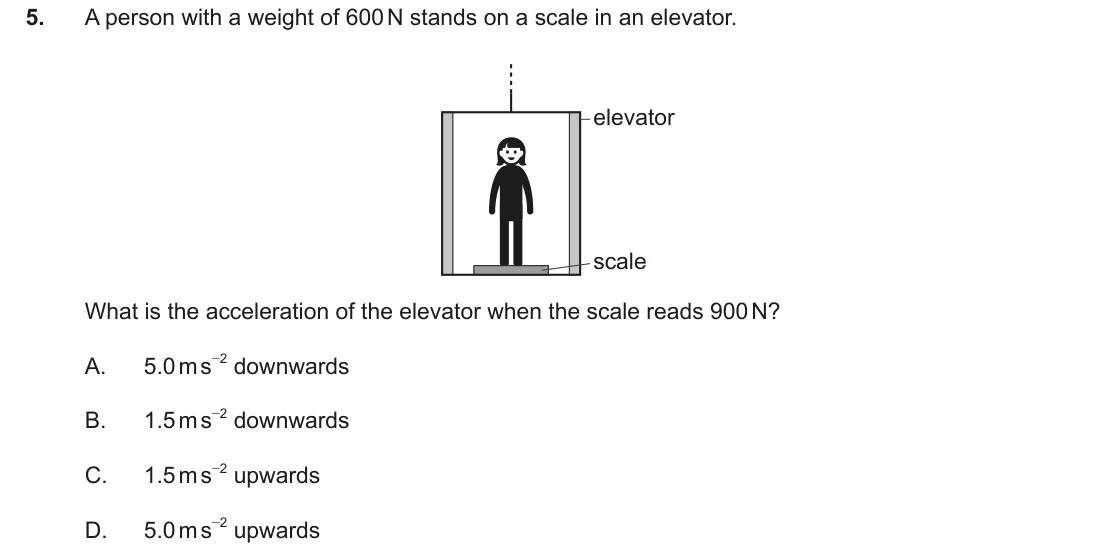 5. A person with a weight of 600 N stands on a scale in an elevator.
elevator
scale
What is the acceleration of the elevator when the scale reads 900 N?
A. 5.0 m s⁻² downwards
B. 1.5 m s⁻² downwards
C. 1.5 m s⁻² upwards
D. 5.0 m s⁻² upwards